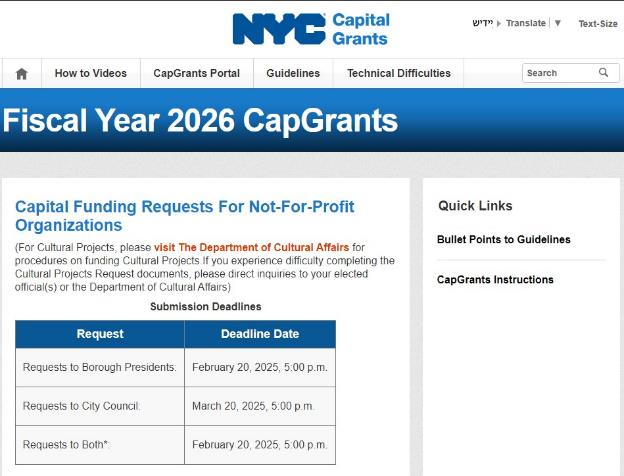 NYC Capital
Grants
ייִדיש Translate ▼ Text-Size
How to Videos CapGrants Portal Guidelines Technical Difficulties Search
Fiscal Year 2026 CapGrants
Capital Funding Requests For Not-For-Profit
Organizations
(For Cultural Projects, please visit The Department of Cultural Affairs for
procedures on funding Cultural Projects If you experience difficulty completing the
Cultural Projects Request documents, please direct inquiries to your elected
official(s) or the Department of Cultural Affairs)
Submission Deadlines
Request Deadline Date
Requests to Borough Presidents: February 20, 2025, 5:00 p.m.
Requests to City Council: March 20, 2025, 5:00 p.m.
Requests to Both*: February 20, 2025, 5:00 p.m.
Quick Links
Bullet Points to Guidelines
CapGrants Instructions